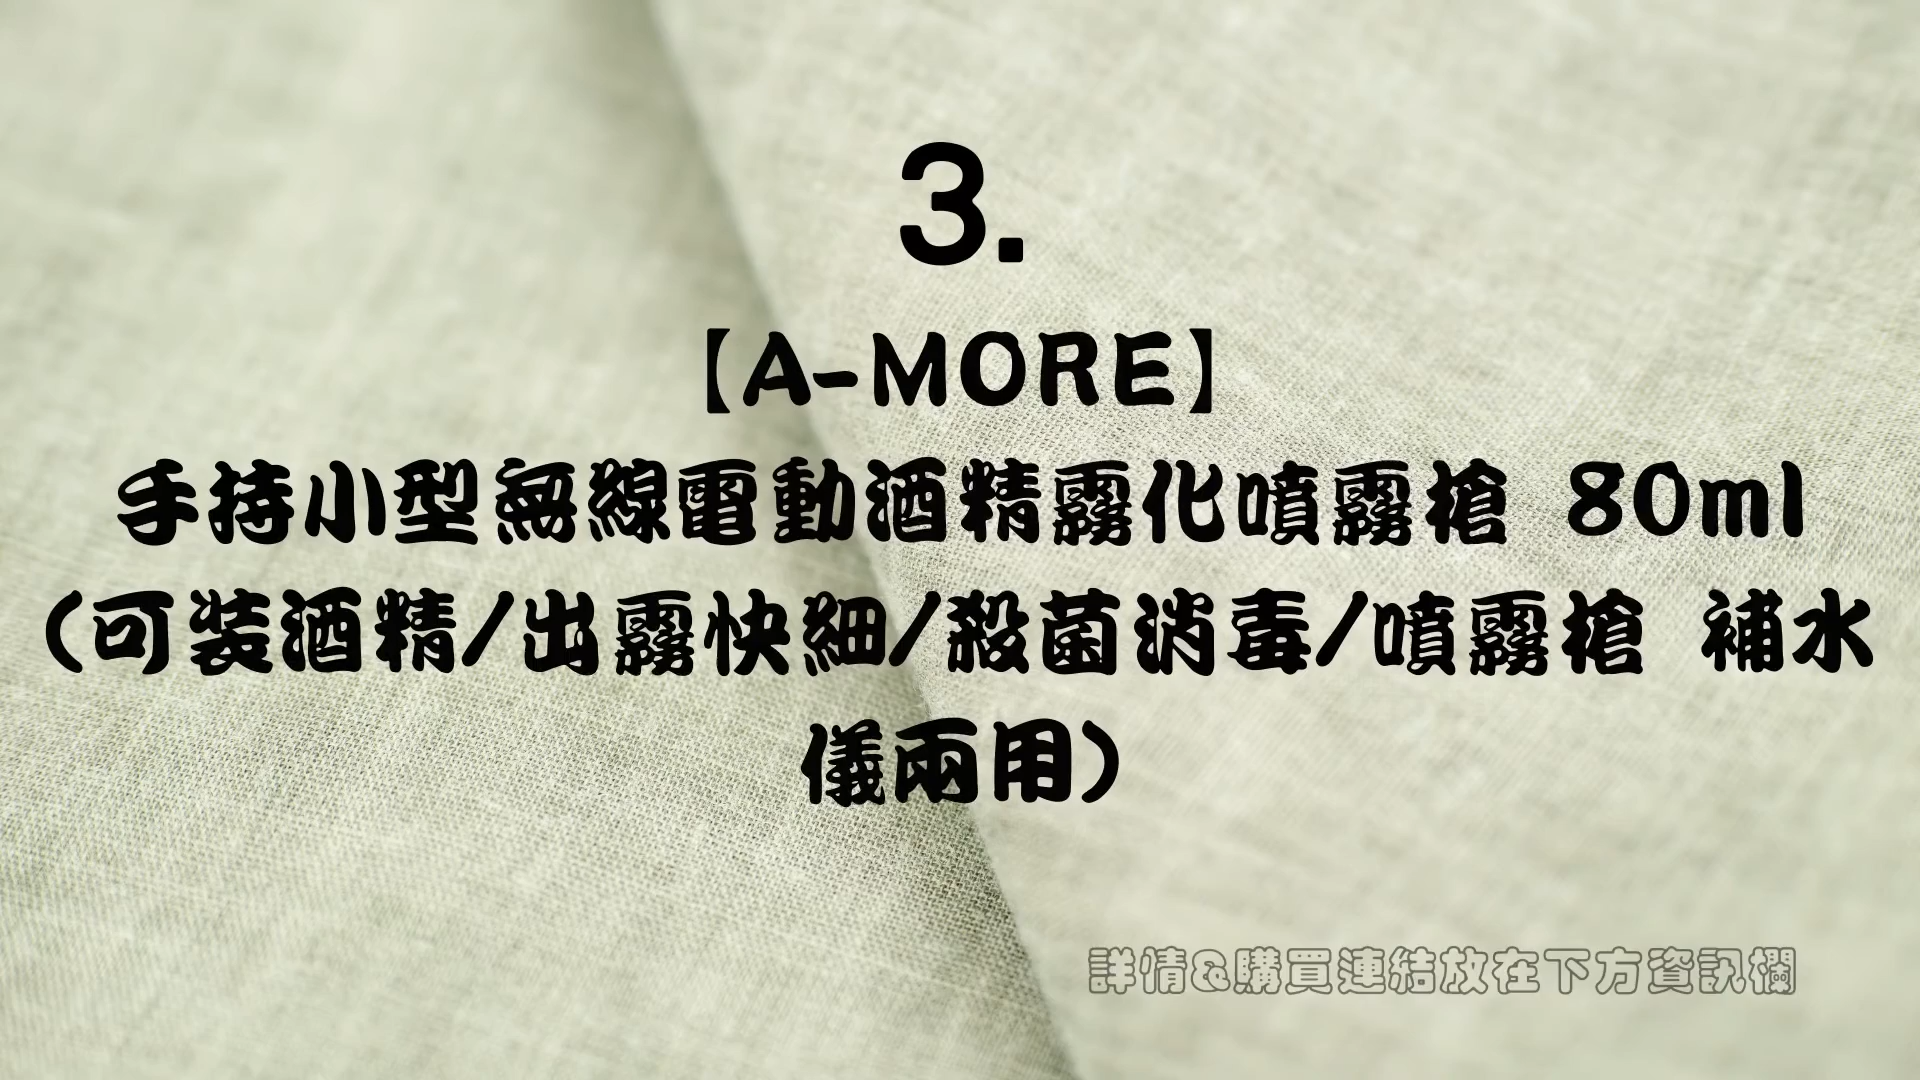 3.
【A-MORE】
手持小型無線電動酒精霧化噴霧槍 80ml
(可裝酒精/出霧快細/殺菌消毒/噴霧槍 補水
儀兩用)
詳情&購買連結放在下方資訊欄